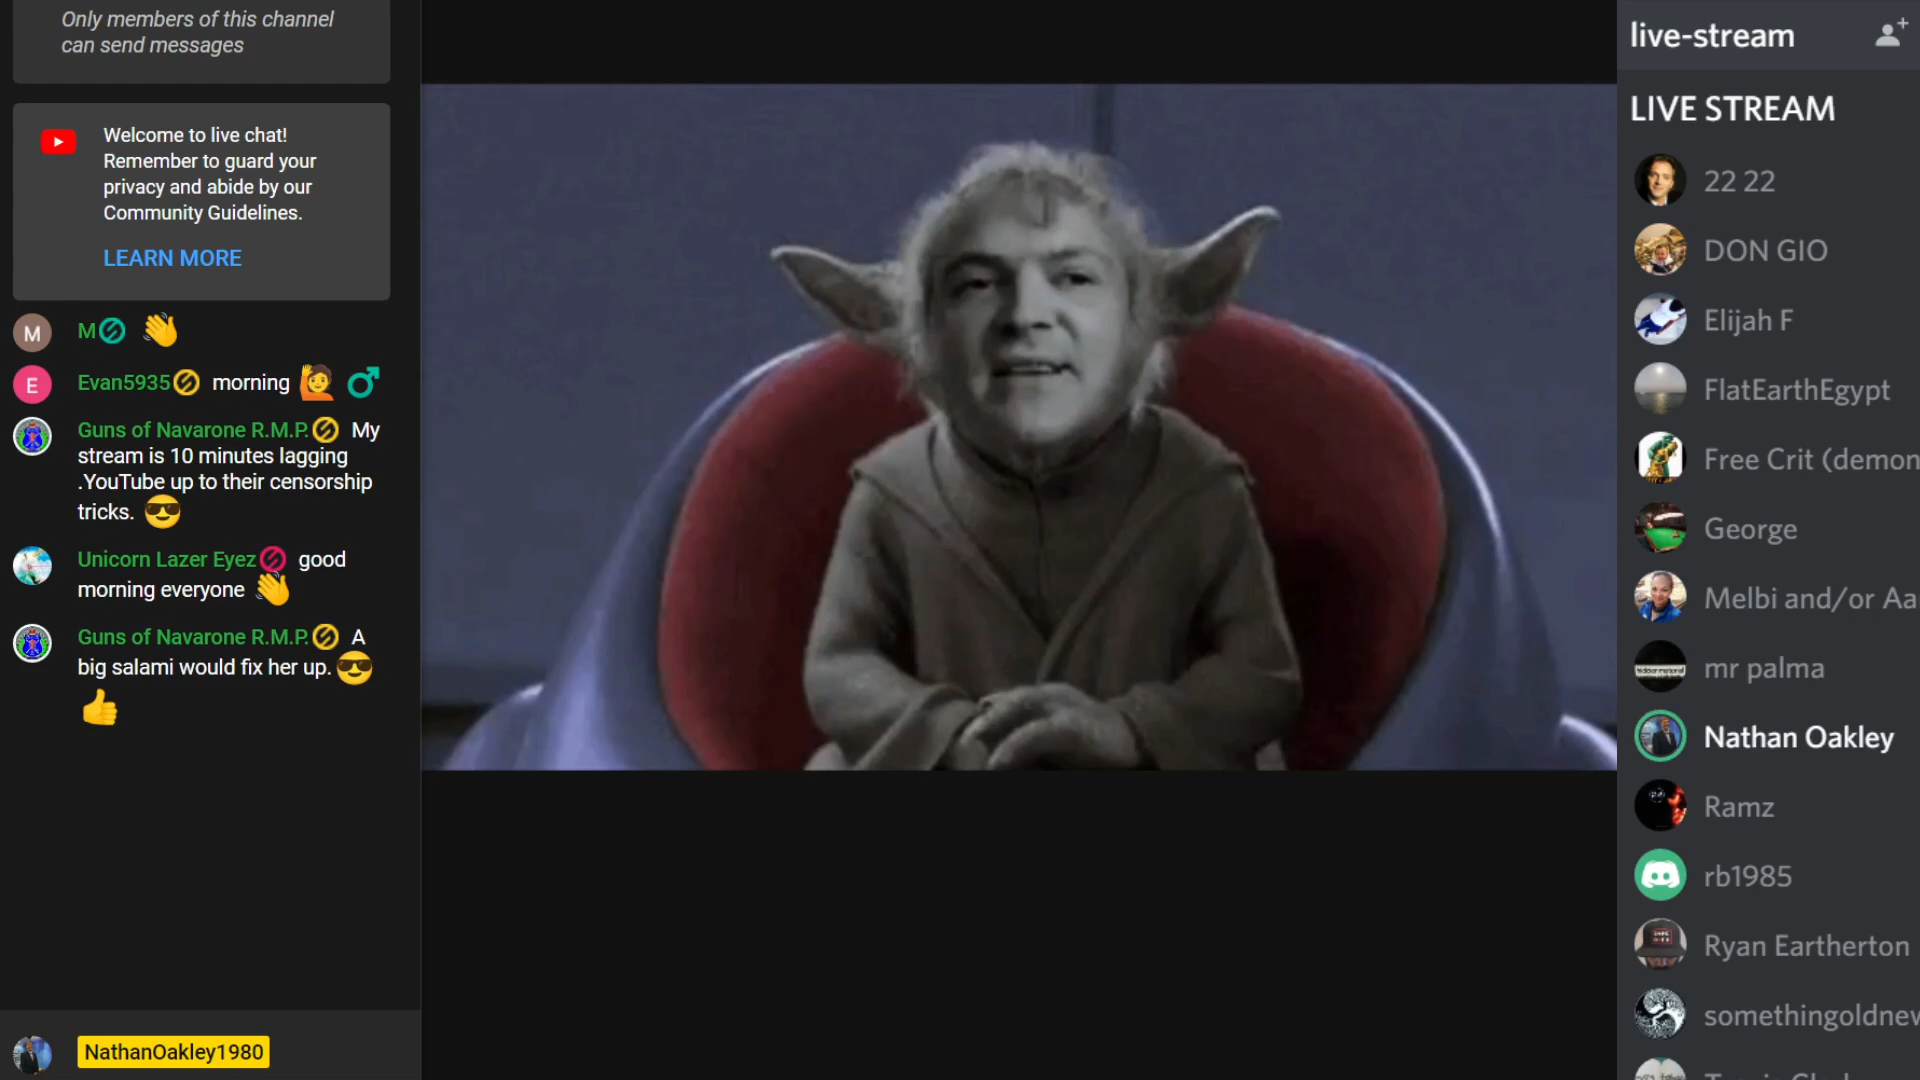 Only members of this channel
can send messages
Welcome to live chat!
Remember to guard your
privacy and abide by our
Community Guidelines.
LEARN MORE
M
M
E
Evan5935 morning
Guns of Navarone R.M.P. My
stream is 10 minutes lagging
.YouTube up to their censorship
tricks.
Unicorn Lazer Eyez good
morning everyone
Guns of Navarone R.M.P. A
big salami would fix her up.
NathanOakley1980
live-stream
LIVE STREAM
22 22
DON GIO
Elijah F
FlatEarthEgypt
Free Crit (demon
George
Melbi and/or Aa
mr palma
Nathan Oakley
Ramz
rb1985
Ryan Eartherton
somethingoldnew